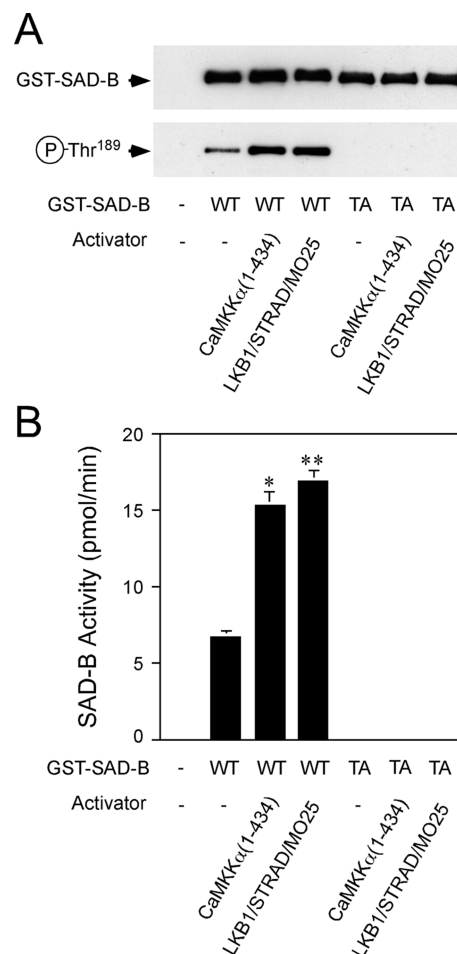 A
GST-SAD-B
P-Thr189
GST-SAD-B - WT WT WT TA TA TA
Activator - - CaMKKα(1-434) LKB1/STRAD/MO25 - CaMKKα(1-434) LKB1/STRAD/MO25
B
SAD-B Activity (pmol/min)
20
15
10
5
0
* **
GST-SAD-B - WT WT WT TA TA TA
Activator - - CaMKKα(1-434) LKB1/STRAD/MO25 - CaMKKα(1-434) LKB1/STRAD/MO25